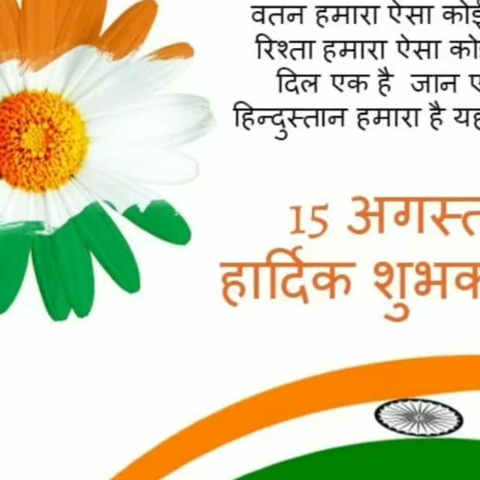 वतन हमारा ऐसा कोई
रिश्ता हमारा ऐसा
दिल एक है जान
हिन्दुस्तान हमारा है
15 अगस्त
हार्दिक